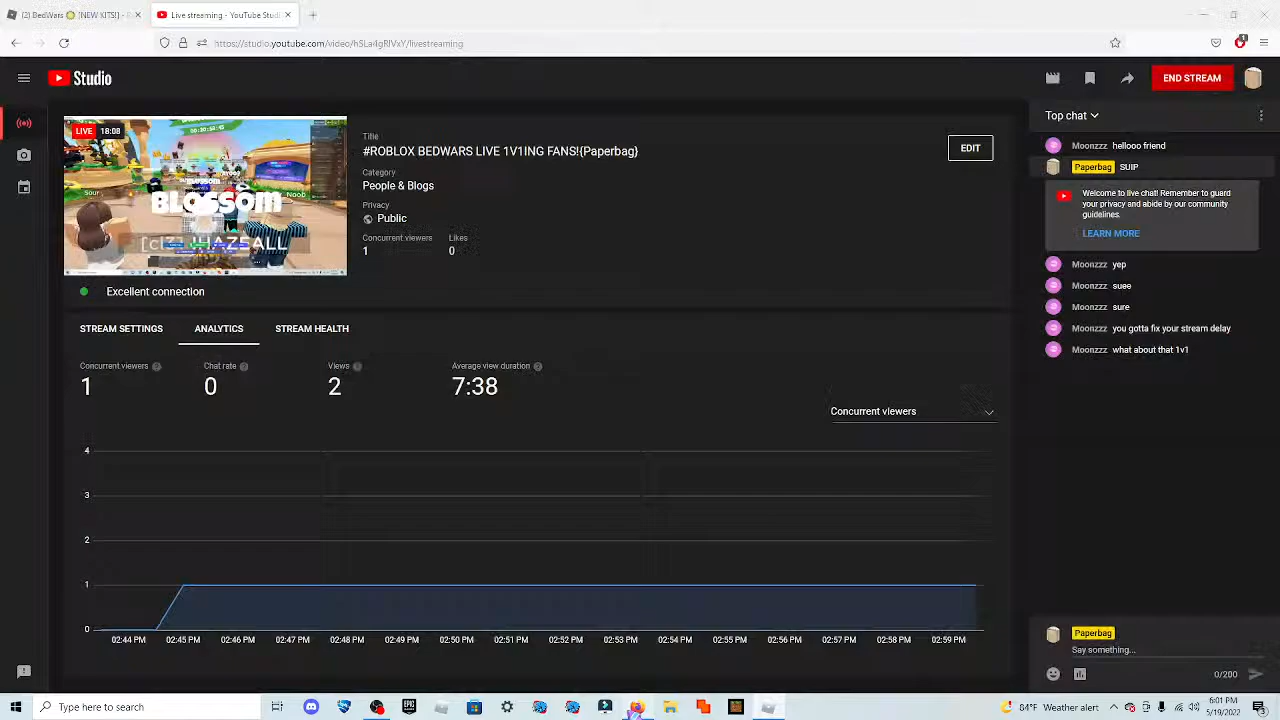 (2) BedWars [NEW KITS!] - R
Live streaming - YouTube Studi
https://studio.youtube.com/video/hSLa4gRlVxY/livestreaming
Studio
END STREAM
LIVE 18:08
Sour
Noob
BLOSSOM
Title
#ROBLOX BEDWARS LIVE 1V1ING FANS!{Paperbag}
EDIT
Category
People & Blogs
Privacy
Public
Concurrent viewers
Likes
1
0
Excellent connection
STREAM SETTINGS
ANALYTICS
STREAM HEALTH
Concurrent viewers
Chat rate
Views
Average view duration
1
0
2
7:38
Concurrent viewers
4
3
2
1
0
02:44 PM 02:45 PM 02:46 PM 02:47 PM 02:48 PM 02:49 PM 02:50 PM 02:51 PM 02:52 PM 02:53 PM 02:54 PM 02:55 PM 02:56 PM 02:57 PM 02:58 PM 02:59 PM
Top chat
Moonzzz hellooo friend
Paperbag SUIP
Welcome to live chat! Remember to guard
your privacy and abide by our community
guidelines.
LEARN MORE
Moonzzz yep
Moonzzz suee
Moonzzz sure
Moonzzz you gotta fix your stream delay
Moonzzz what about that 1v1
Paperbag
Say something...
0/200
Type here to search
EPIC
84°F Weather alert
6:01 PM
5/19/2022